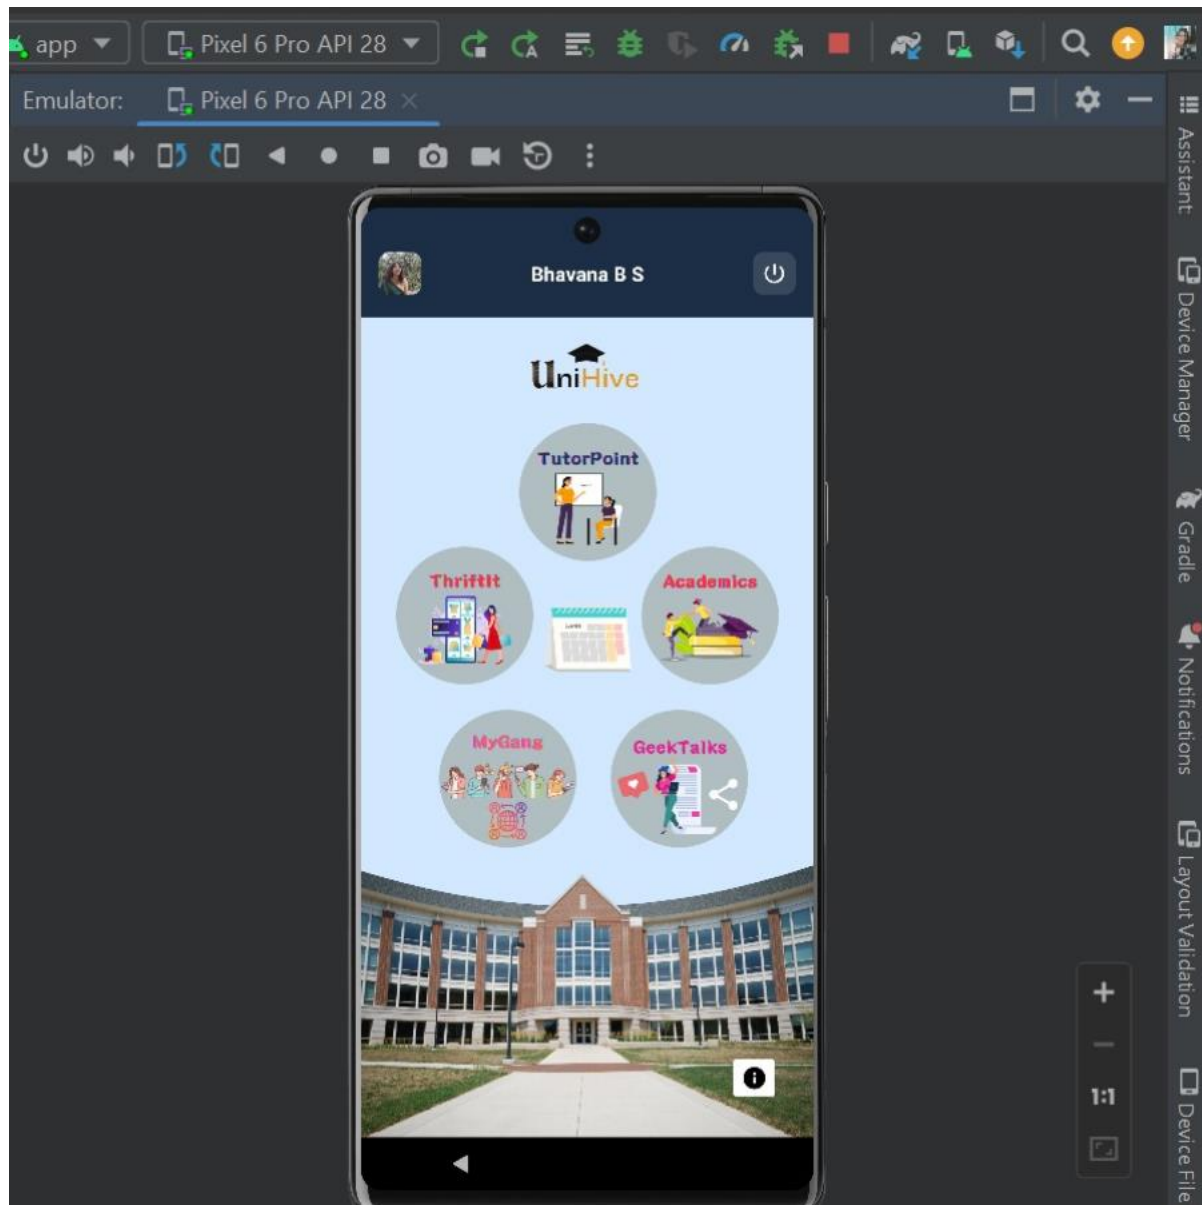 app
Pixel 6 Pro API 28
Emulator:
Pixel 6 Pro API 28
Bhavana B S
UniHive
TutorPoint
ThriftIt
Academics
MyGang
GeekTalks
1:1
Assistant
Device Manager
Gradle
Notifications
Layout Validation
Device File